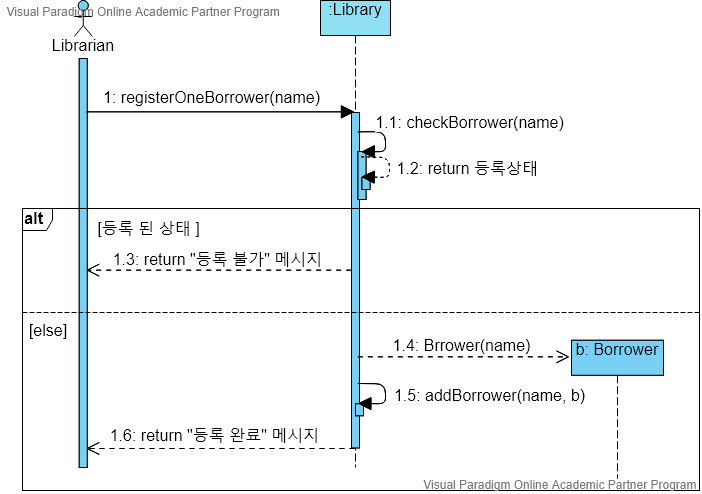 Visual Paradigm Online Academic Partner Program
:Library
Librarian
1: registerOneBorrower(name)
1.1: checkBorrower(name)
1.2: return 등록상태
alt
[등록 된 상태 ]
1.3: return "등록 불가" 메시지
[else]
1.4: Brrower(name)
b: Borrower
1.5: addBorrower(name, b)
1.6: return "등록 완료" 메시지
Visual Paradigm Online Academic Partner Program